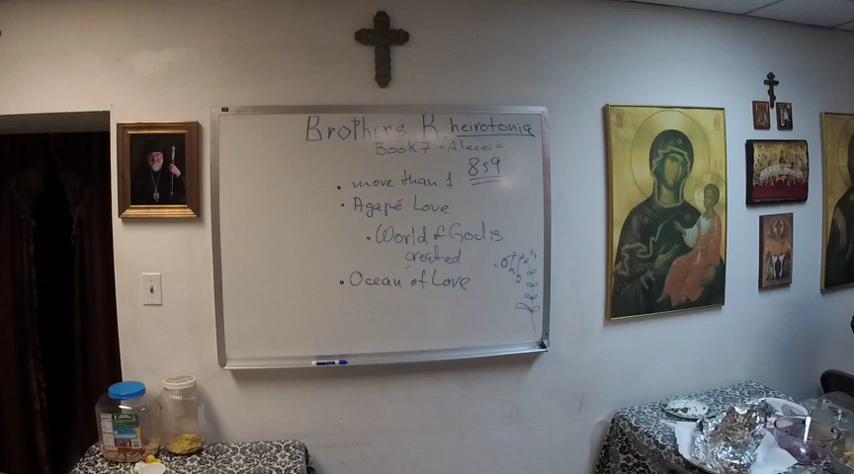 Brothers K. heirotonia
Book 7 - Alexei -
8 s 9
• more than 1
• Agapé Love
• World of God is
created
• Ocean of Love